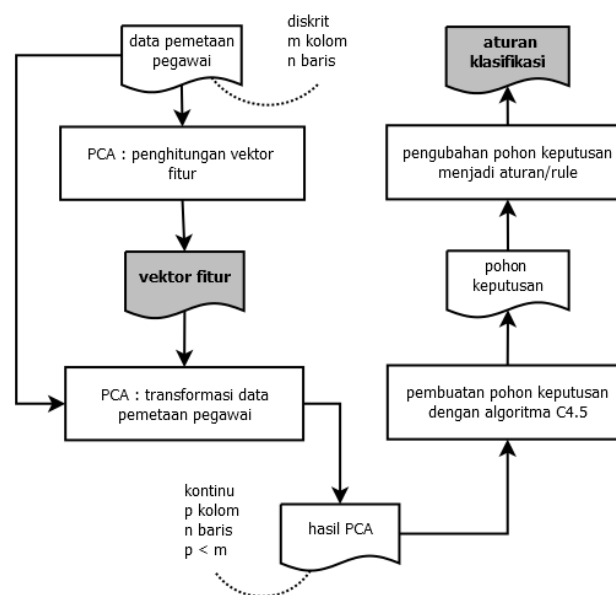 data pemetaan
pegawai
diskrit
m kolom
n baris
PCA : penghitungan vektor
fitur
vektor fitur
PCA : transformasi data
pemetaan pegawai
kontinu
p kolom
n baris
p < m
hasil PCA
pembuatan pohon keputusan
dengan algoritma C4.5
pohon
keputusan
pengubahan pohon keputusan
menjadi aturan/rule
aturan
klasifikasi